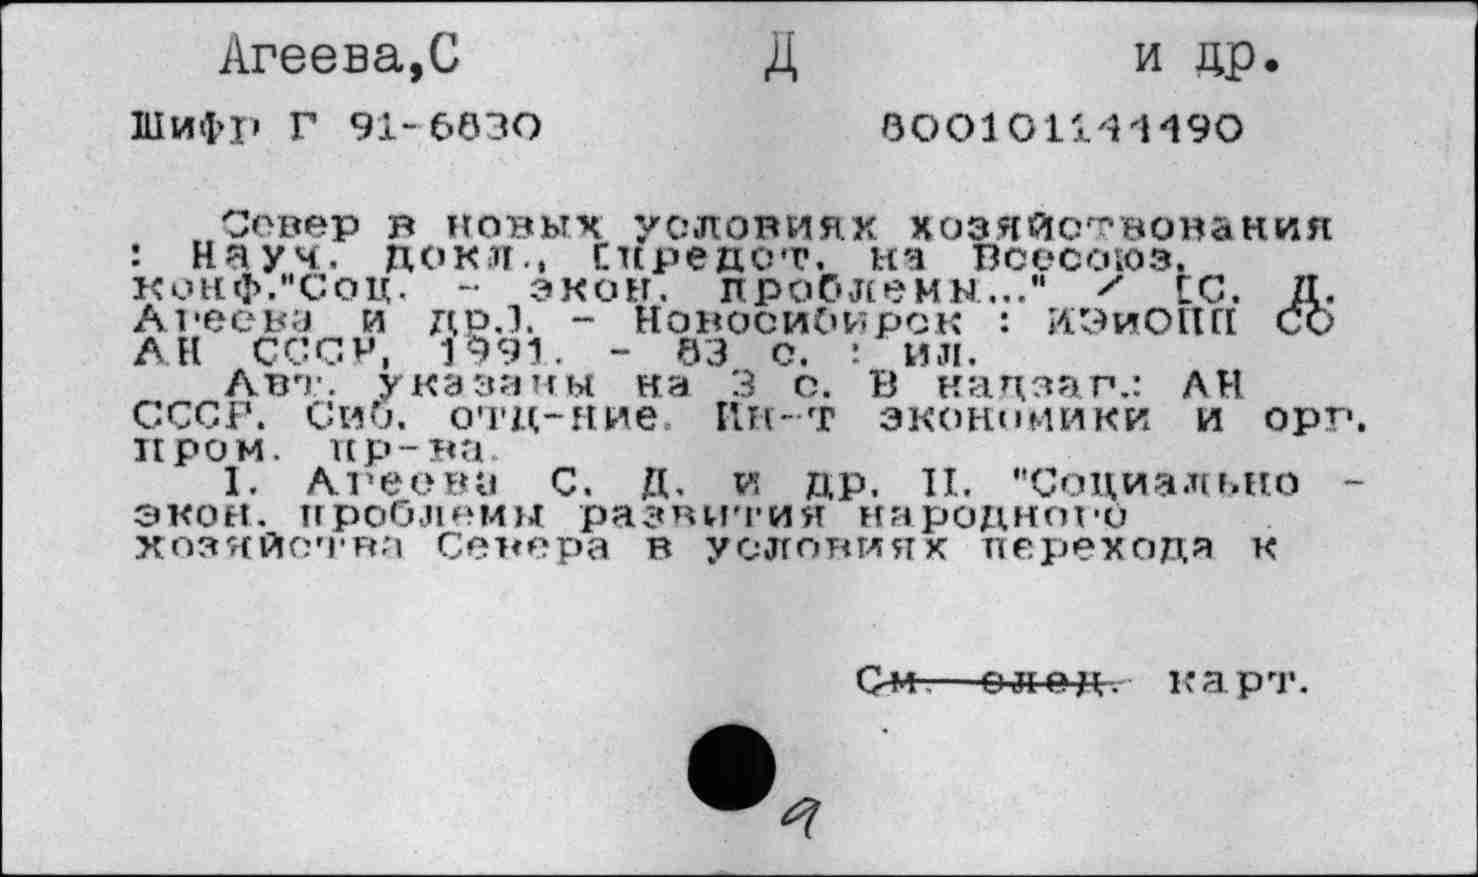 Агеева,С Д и др.
Шифр Г 91-6830 800101144490
Север в новых условиях хозяйствования
: Науч. докл., [предст. на Всесоюз.
конф."Соц. - экон. проблемы..." / [С. Д.
Агеева и др.]. - Новосибирск : ИЭиОПП СО
АН СССР, 1991. - 83 с. : ил.
Авт. указаны на 3 с. В надзаг.: АН
СССР. Сиб. отд-ние. Ин-т экономики и орг.
пром. пр-ва.
I. Агеева С. Д. и др. II. "Социально -
экон. проблемы развития народного
хозяйства Севера в условиях перехода к
См. след. карт.